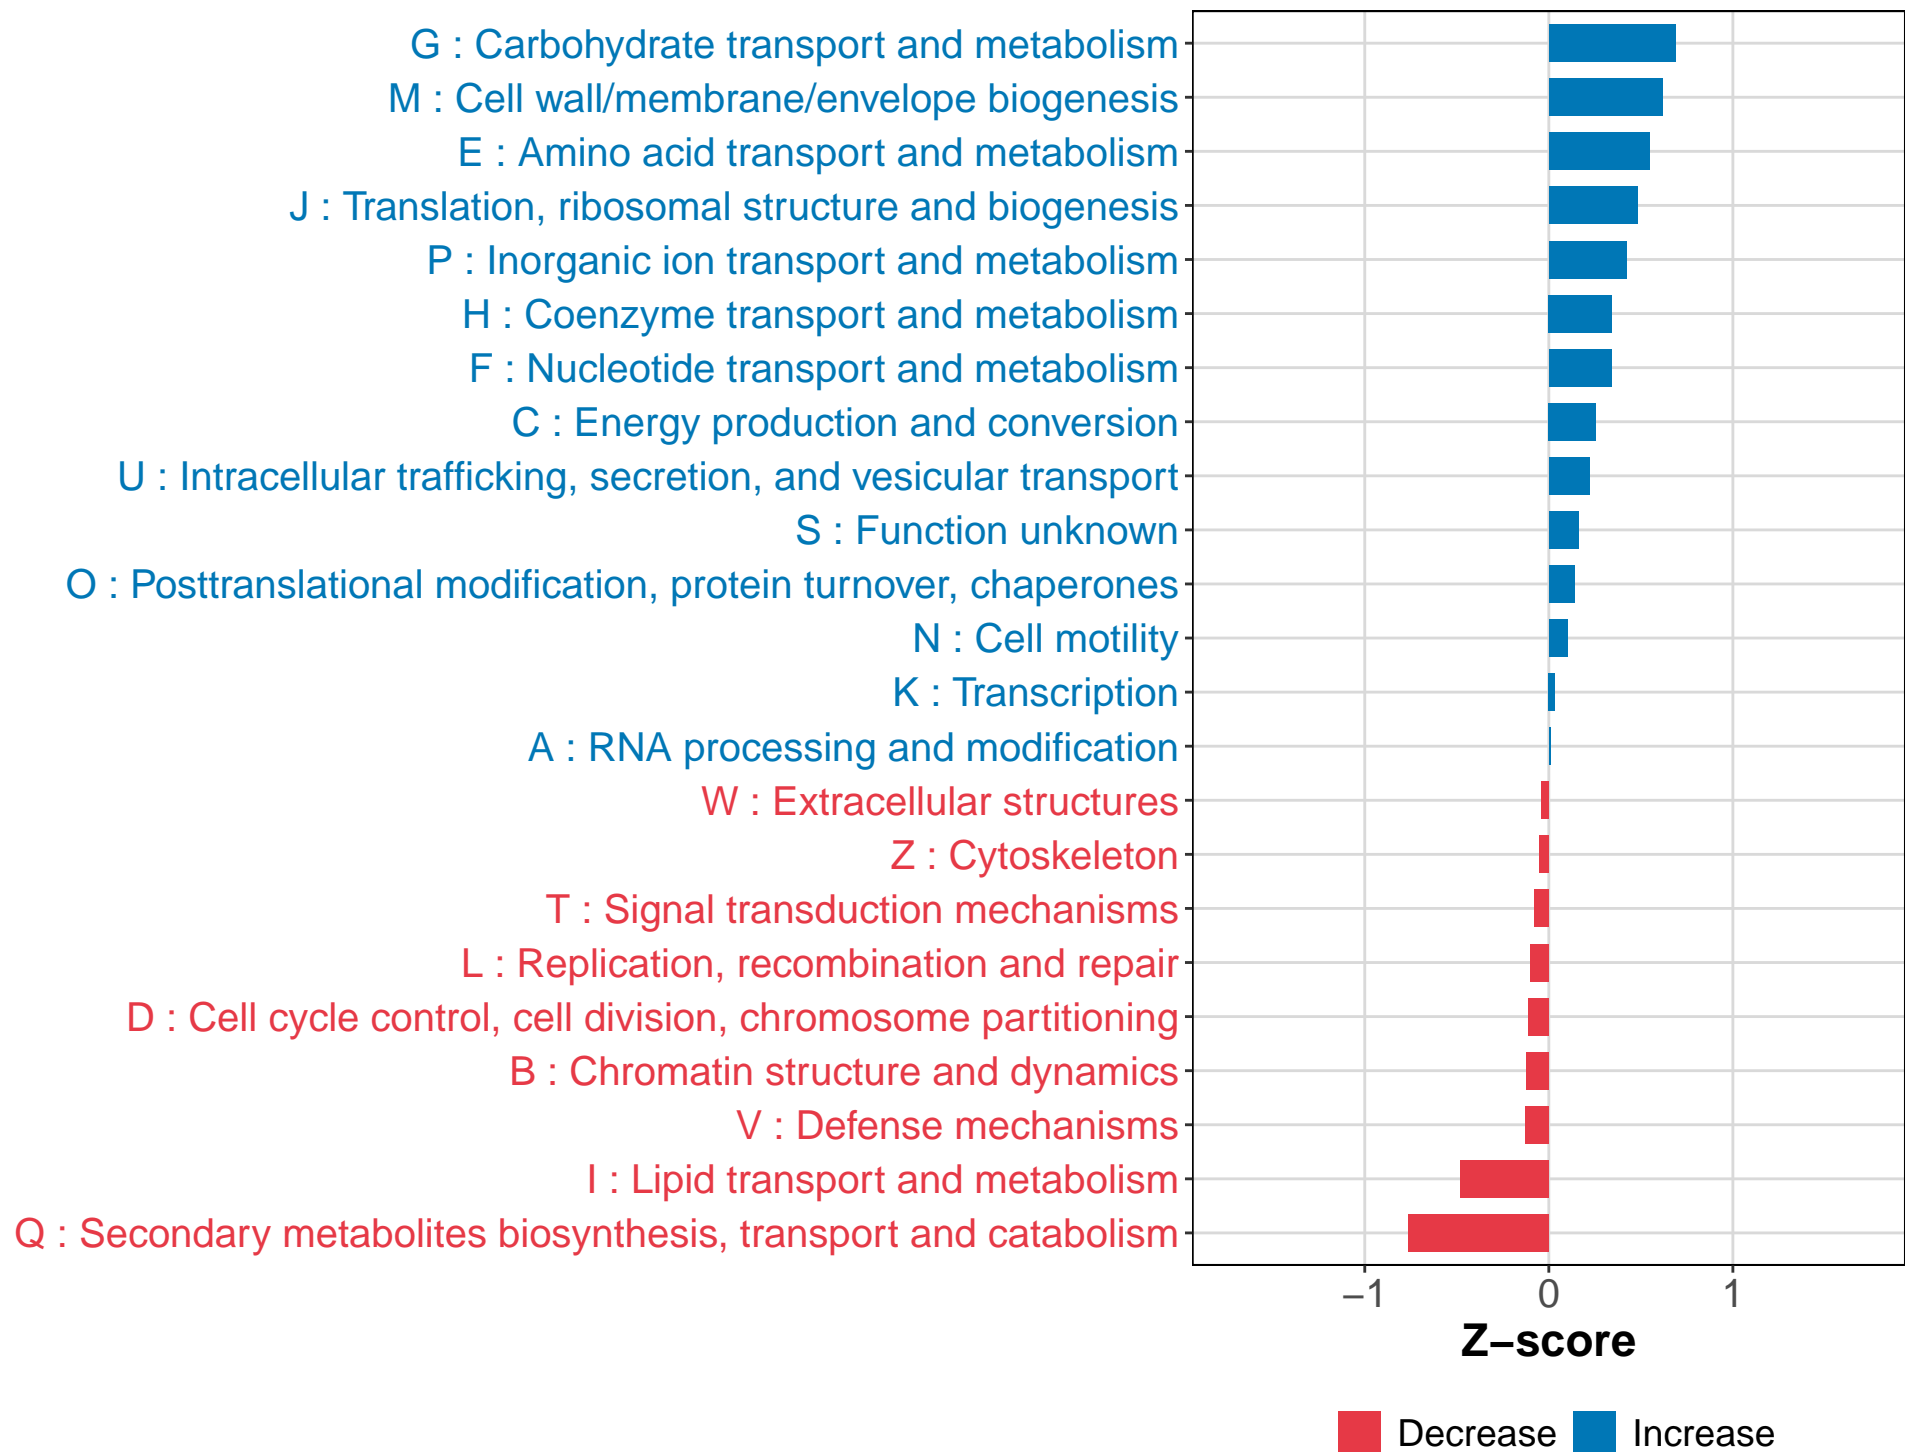 G : Carbohydrate transport and metabolism
M : Cell wall/membrane/envelope biogenesis
E : Amino acid transport and metabolism
J : Translation, ribosomal structure and biogenesis
P : Inorganic ion transport and metabolism
H : Coenzyme transport and metabolism
F : Nucleotide transport and metabolism
C : Energy production and conversion
U : Intracellular trafficking, secretion, and vesicular transport
S : Function unknown
O : Posttranslational modification, protein turnover, chaperones
N : Cell motility
K : Transcription
A : RNA processing and modification
W : Extracellular structures
Z : Cytoskeleton
T : Signal transduction mechanisms
L : Replication, recombination and repair
D : Cell cycle control, cell division, chromosome partitioning
B : Chromatin structure and dynamics
V : Defense mechanisms
I : Lipid transport and metabolism
Q : Secondary metabolites biosynthesis, transport and catabolism
−1 0 1
Z−score
Decrease Increase